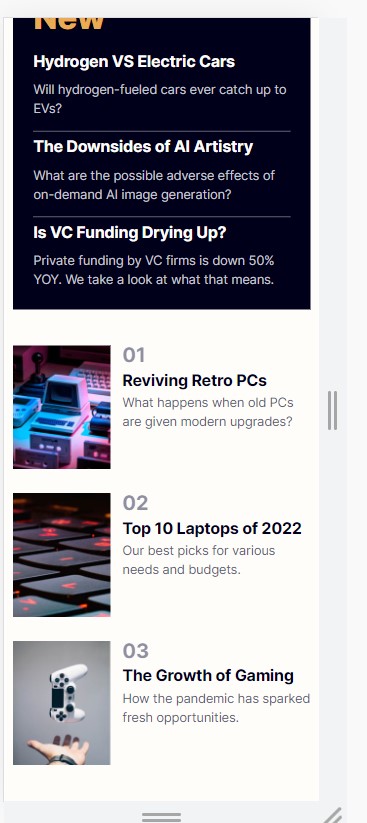 New
Hydrogen VS Electric Cars
Will hydrogen-fueled cars ever catch up to
EVs?
The Downsides of AI Artistry
What are the possible adverse effects of
on-demand AI image generation?
Is VC Funding Drying Up?
Private funding by VC firms is down 50%
YOY. We take a look at what that means.
01
Reviving Retro PCs
What happens when old PCs
are given modern upgrades?
02
Top 10 Laptops of 2022
Our best picks for various
needs and budgets.
03
The Growth of Gaming
How the pandemic has sparked
fresh opportunities.